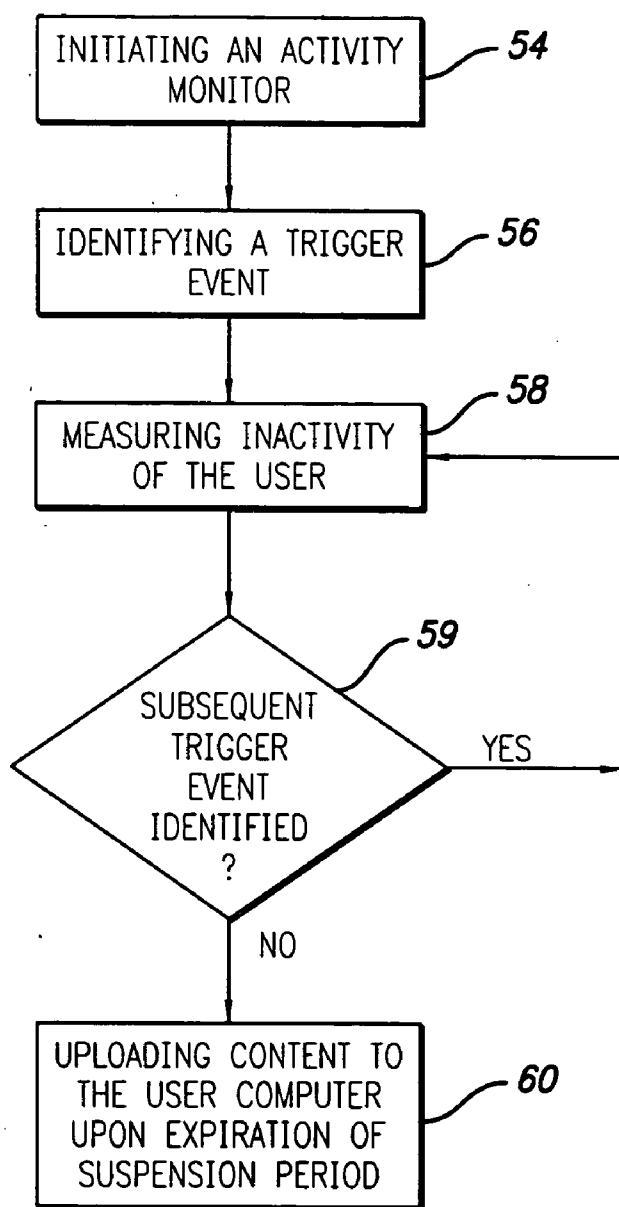 INITIATING AN ACTIVITY
MONITOR
54
IDENTIFYING A TRIGGER
EVENT
56
MEASURING INACTIVITY
OF THE USER
58
SUBSEQUENT
TRIGGER
EVENT
IDENTIFIED
?
59
YES
NO
UPLOADING CONTENT TO
THE USER COMPUTER
UPON EXPIRATION OF
SUSPENSION PERIOD
60